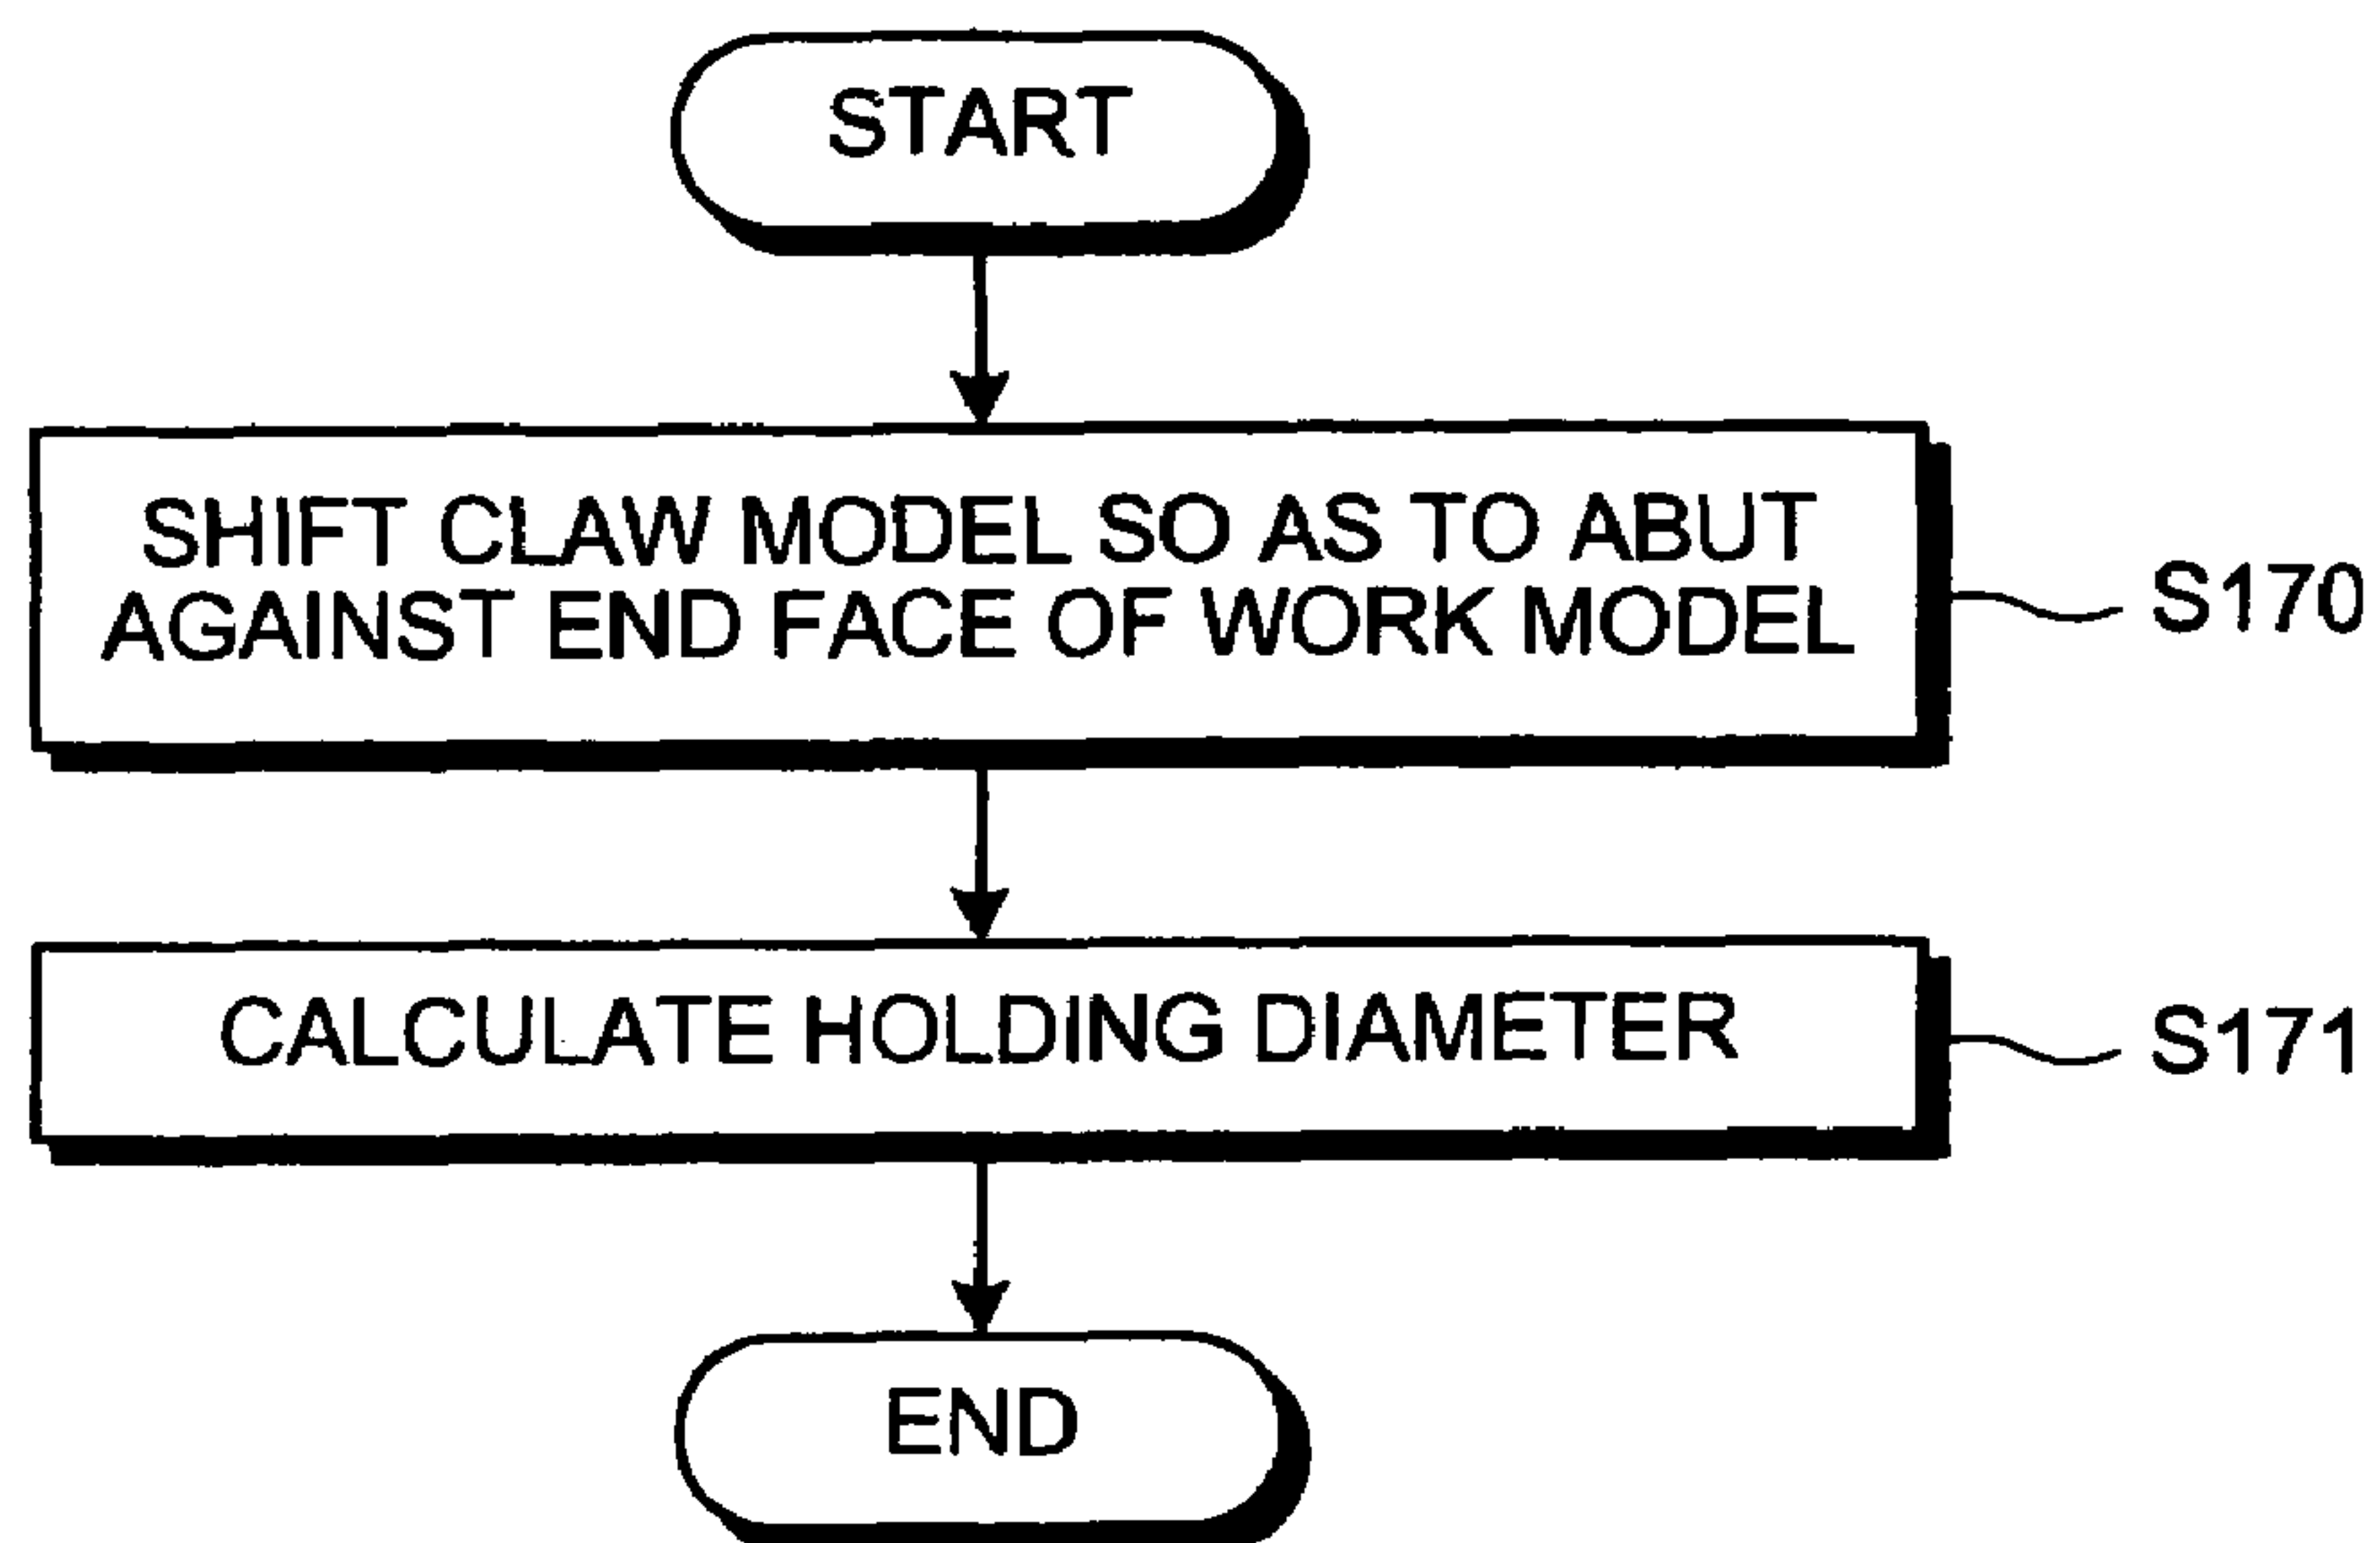 START
SHIFT CLAW MODEL SO AS TO ABUT
AGAINST END FACE OF WORK MODEL
S170
CALCULATE HOLDING DIAMETER
S171
END